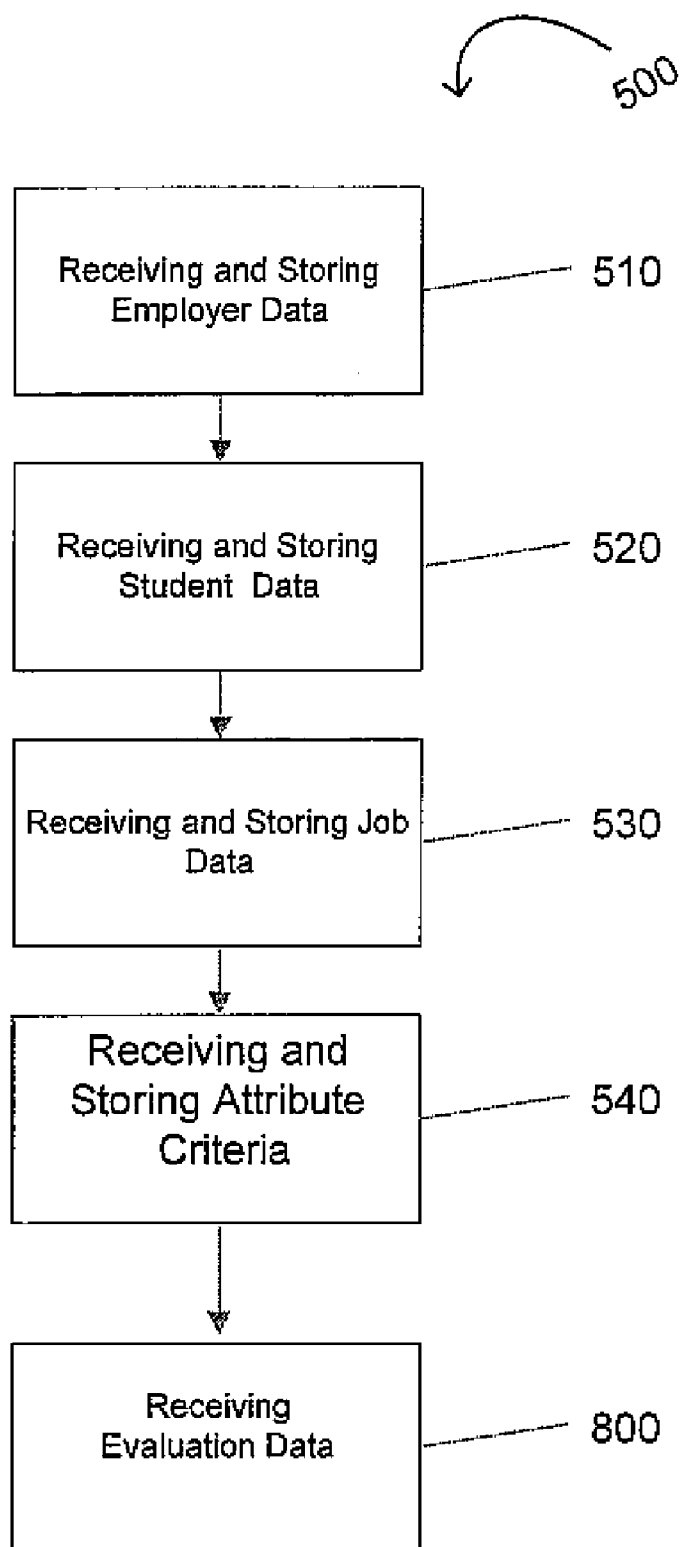 500
Receiving and Storing
Employer Data
510
Receiving and Storing
Student Data
520
Receiving and Storing Job
Data
530
Receiving and
Storing Attribute
Criteria
540
Receiving
Evaluation Data
800